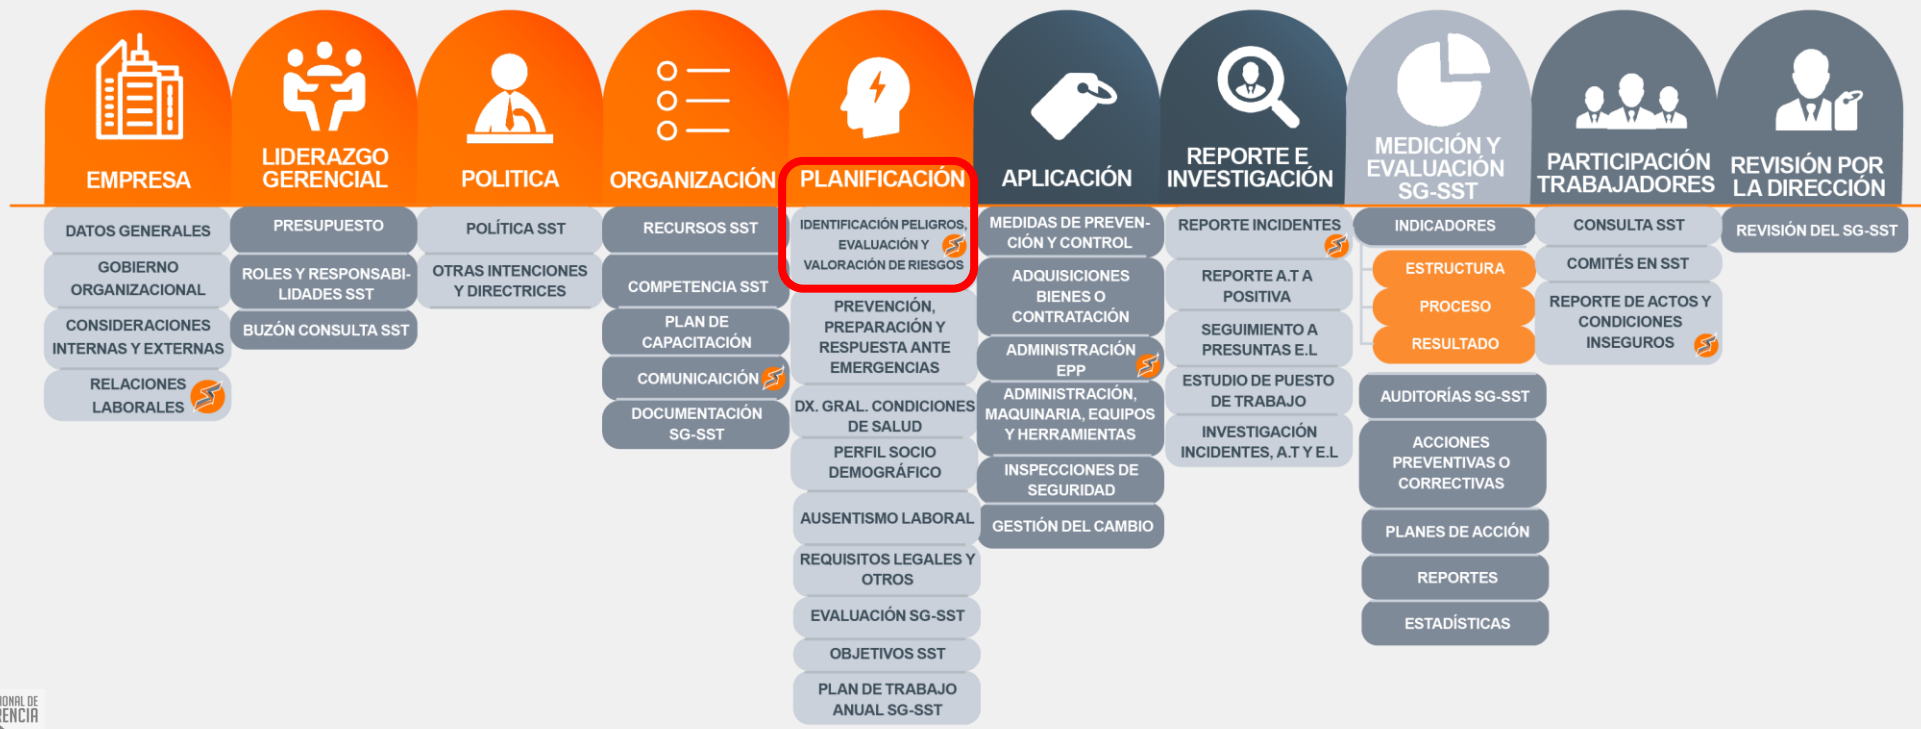 EMPRESA
DATOS GENERALES
GOBIERNO
ORGANIZACIONAL
CONSIDERACIONES
INTERNAS Y EXTERNAS
RELACIONES
LABORALES
LIDERAZGO
GERENCIAL
PRESUPUESTO
ROLES Y RESPONSABI-
LIDADES SST
BUZÓN CONSULTA SST
POLITICA
POLÍTICA SST
OTRAS INTENCIONES
Y DIRECTRICES
ORGANIZACIÓN
RECURSOS SST
COMPETENCIA SST
PLAN DE
CAPACITACIÓN
COMUNICAICIÓN
DOCUMENTACIÓN
SG-SST
PLANIFICACIÓN
IDENTIFICACIÓN PELIGROS,
EVALUACIÓN Y
VALORACIÓN DE RIESGOS
PREVENCIÓN,
PREPARACIÓN Y
RESPUESTA ANTE
EMERGENCIAS
DX. GRAL. CONDICIONES
DE SALUD
PERFIL SOCIO
DEMOGRÁFICO
AUSENTISMO LABORAL
REQUISITOS LEGALES Y
OTROS
EVALUACIÓN SG-SST
OBJETIVOS SST
PLAN DE TRABAJO
ANUAL SG-SST
APLICACIÓN
MEDIDAS DE PREVEN-
CIÓN Y CONTROL
ADQUISICIONES
BIENES O
CONTRATACIÓN
ADMINISTRACIÓN
EPP
ADMINISTRACIÓN,
MAQUINARIA, EQUIPOS
Y HERRAMIENTAS
INSPECCIONES DE
SEGURIDAD
GESTIÓN DEL CAMBIO
REPORTE E
INVESTIGACIÓN
REPORTE INCIDENTES
REPORTE A.T A
POSITIVA
SEGUIMIENTO A
PRESUNTAS E.L
ESTUDIO DE PUESTO
DE TRABAJO
INVESTIGACIÓN
INCIDENTES, A.T Y E.L
MEDICIÓN Y
EVALUACIÓN
SG-SST
INDICADORES
ESTRUCTURA
PROCESO
RESULTADO
AUDITORÍAS SG-SST
ACCIONES
PREVENTIVAS O
CORRECTIVAS
PLANES DE ACCIÓN
REPORTES
ESTADÍSTICAS
PARTICIPACIÓN
TRABAJADORES
CONSULTA SST
COMITÉS EN SST
REPORTE DE ACTOS Y
CONDICIONES
INSEGUROS
REVISIÓN POR
LA DIRECCIÓN
REVISIÓN DEL SG-SST